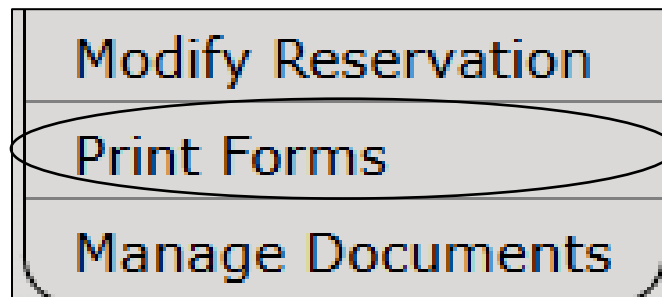 Modify Reservation
Print Forms
Manage Documents